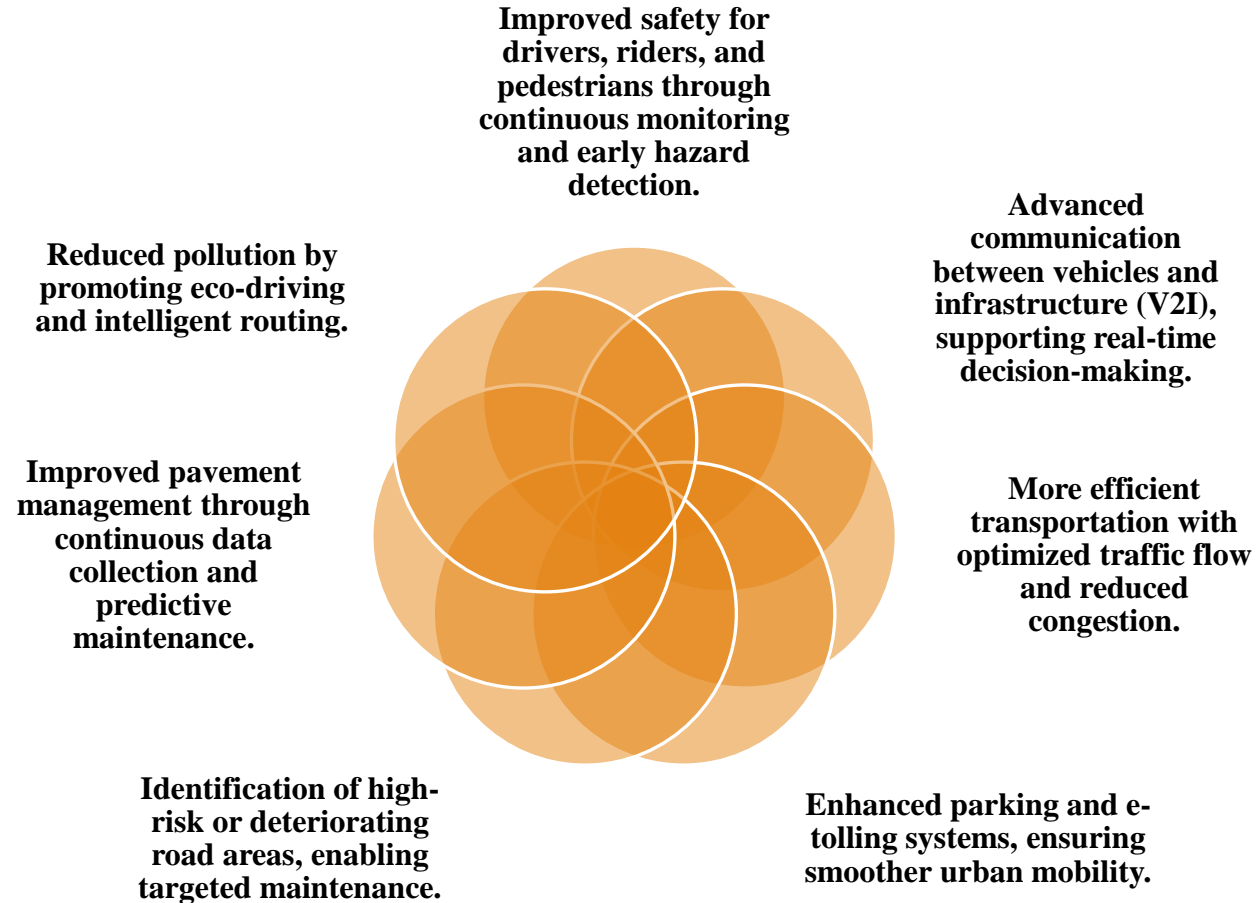 Improved safety for
drivers, riders, and
pedestrians through
continuous monitoring
and early hazard
detection.
Advanced
communication
between vehicles and
infrastructure (V2I),
supporting real-time
decision-making.
More efficient
transportation with
optimized traffic flow
and reduced
congestion.
Enhanced parking and e-
tolling systems, ensuring
smoother urban mobility.
Identification of high-
risk or deteriorating
road areas, enabling
targeted maintenance.
Improved pavement
management through
continuous data
collection and
predictive
maintenance.
Reduced pollution by
promoting eco-driving
and intelligent routing.